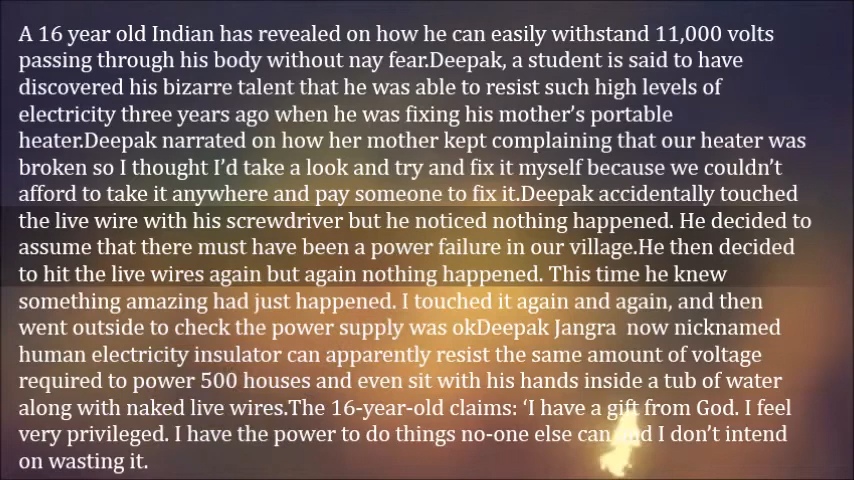 A 16 year old Indian has revealed on how he can easily withstand 11,000 volts
passing through his body without nay fear.Deepak, a student is said to have
discovered his bizarre talent that he was able to resist such high levels of
electricity three years ago when he was fixing his mother’s portable
heater.Deepak narrated on how her mother kept complaining that our heater was
broken so I thought I’d take a look and try and fix it myself because we couldn’t
afford to take it anywhere and pay someone to fix it.Deepak accidentally touched
the live wire with his screwdriver but he noticed nothing happened. He decided to
assume that there must have been a power failure in our village.He then decided
to hit the live wires again but again nothing happened. This time he knew
something amazing had just happened. I touched it again and again, and then
went outside to check the power supply was okDeepak Jangra  now nicknamed
human electricity insulator can apparently resist the same amount of voltage
required to power 500 houses and even sit with his hands inside a tub of water
along with naked live wires.The 16-year-old claims: ‘I have a gift from God. I feel
very privileged. I have the power to do things no-one else can and I don’t intend
on wasting it.